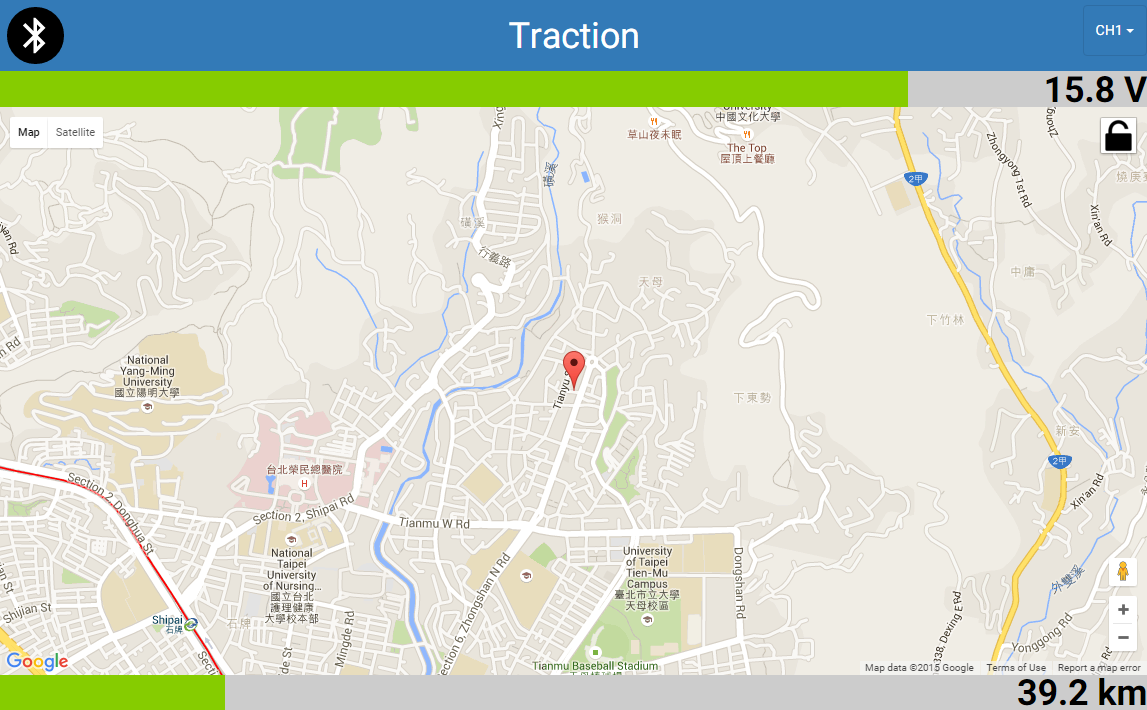 Traction
CH1
15.8 V
Map
Satellite
中國文化大學
草山夜未眠
The Top
屋頂上餐廳
2甲
Zhongyong 1st Rd
Xin'an Rd
磺溪
磺溪
行義路
猴洞
天母
中庸
下竹林
National
Yang-Ming
University
國立陽明大學
下東勢
新安
2甲
Xin'an Rd
台北榮民總醫院
H
Section 2, Donghua St
Section 2, Shipai Rd
Tianmu W Rd
National
Taipei
University
of Nursing...
國立台北
護理健康
大學校本部
University
of Taipei
Tien-Mu
Campus
臺北市立大學
天母校區
Dongshan Rd
外雙溪
Shijian St
Shipai
石牌
石牌
Mingde Rd
Section 6, Zhongshan N Rd
Yonggong Rd
+
−
Google
Tianmu Baseball Stadium
Map data ©2015 Google
Terms of Use
Report a map error
39.2 km